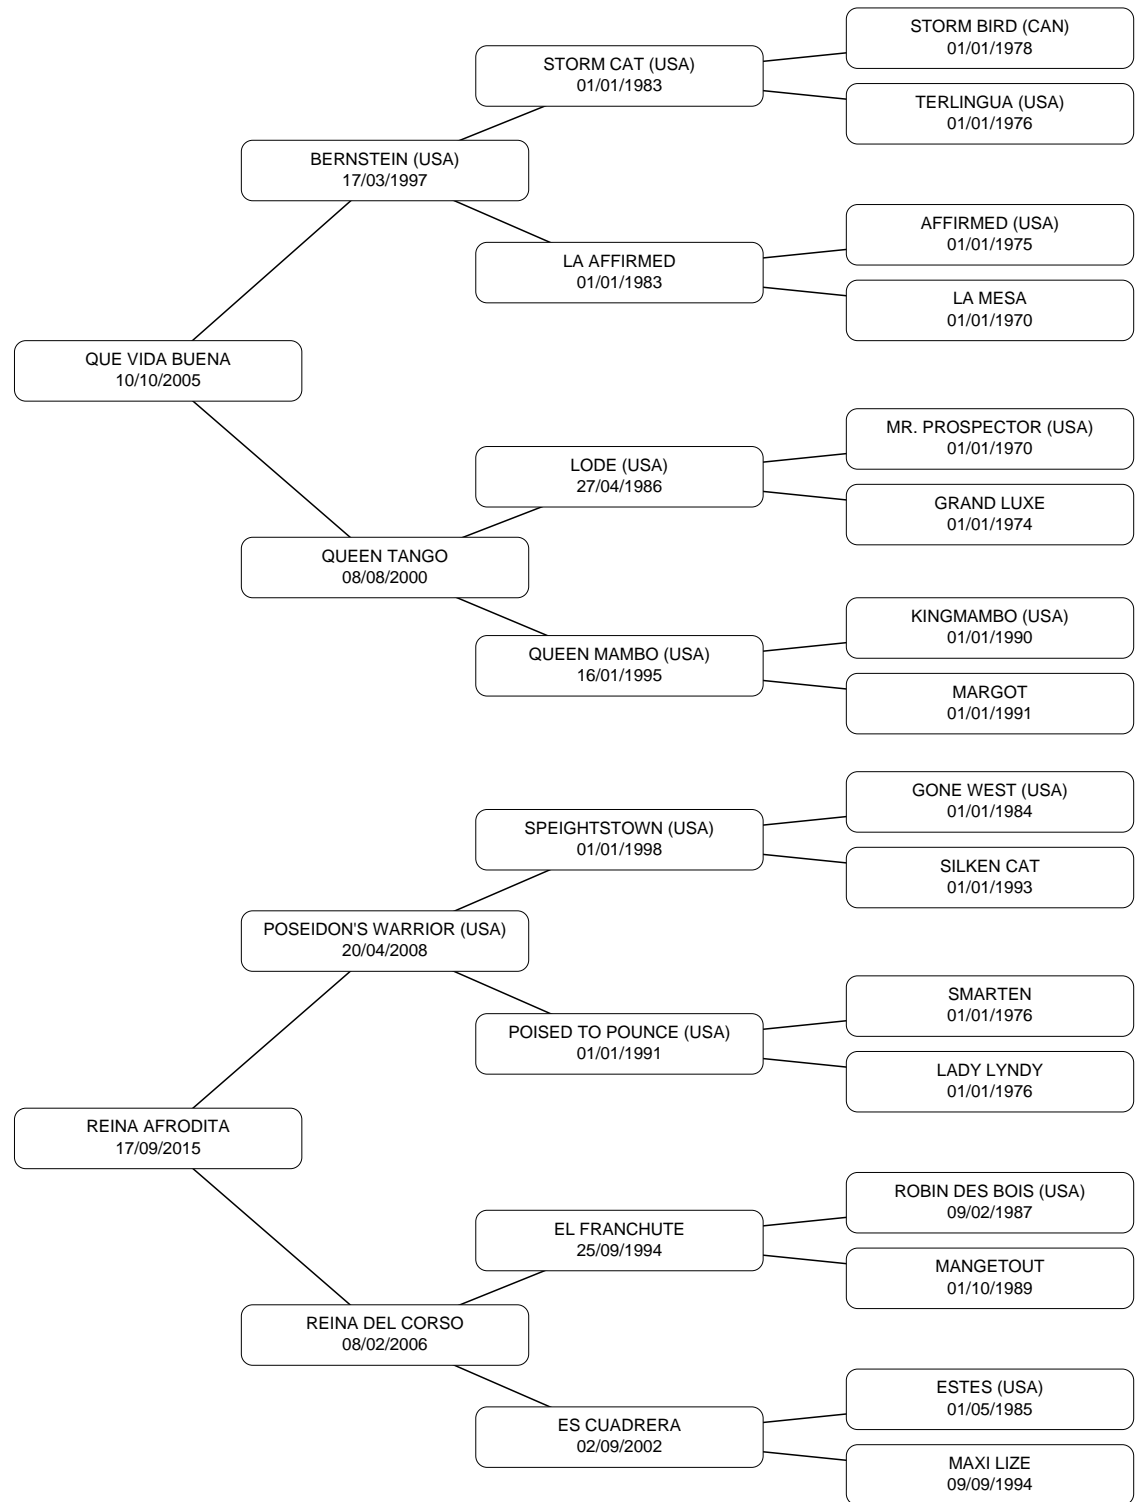 STORM BIRD (CAN)
01/01/1978
STORM CAT (USA)
01/01/1983
TERLINGUA (USA)
01/01/1976
BERNSTEIN (USA)
17/03/1997
AFFIRMED (USA)
01/01/1975
LA AFFIRMED
01/01/1983
LA MESA
01/01/1970
QUE VIDA BUENA
10/10/2005
MR. PROSPECTOR (USA)
01/01/1970
LODE (USA)
27/04/1986
GRAND LUXE
01/01/1974
QUEEN TANGO
08/08/2000
KINGMAMBO (USA)
01/01/1990
QUEEN MAMBO (USA)
16/01/1995
MARGOT
01/01/1991
GONE WEST (USA)
01/01/1984
SPEIGHTSTOWN (USA)
01/01/1998
SILKEN CAT
01/01/1993
POSEIDON'S WARRIOR (USA)
20/04/2008
SMARTEN
01/01/1976
POISED TO POUNCE (USA)
01/01/1991
LADY LYNDY
01/01/1976
REINA AFRODITA
17/09/2015
ROBIN DES BOIS (USA)
09/02/1987
EL FRANCHUTE
25/09/1994
MANGETOUT
01/10/1989
REINA DEL CORSO
08/02/2006
ESTES (USA)
01/05/1985
ES CUADRERA
02/09/2002
MAXI LIZE
09/09/1994